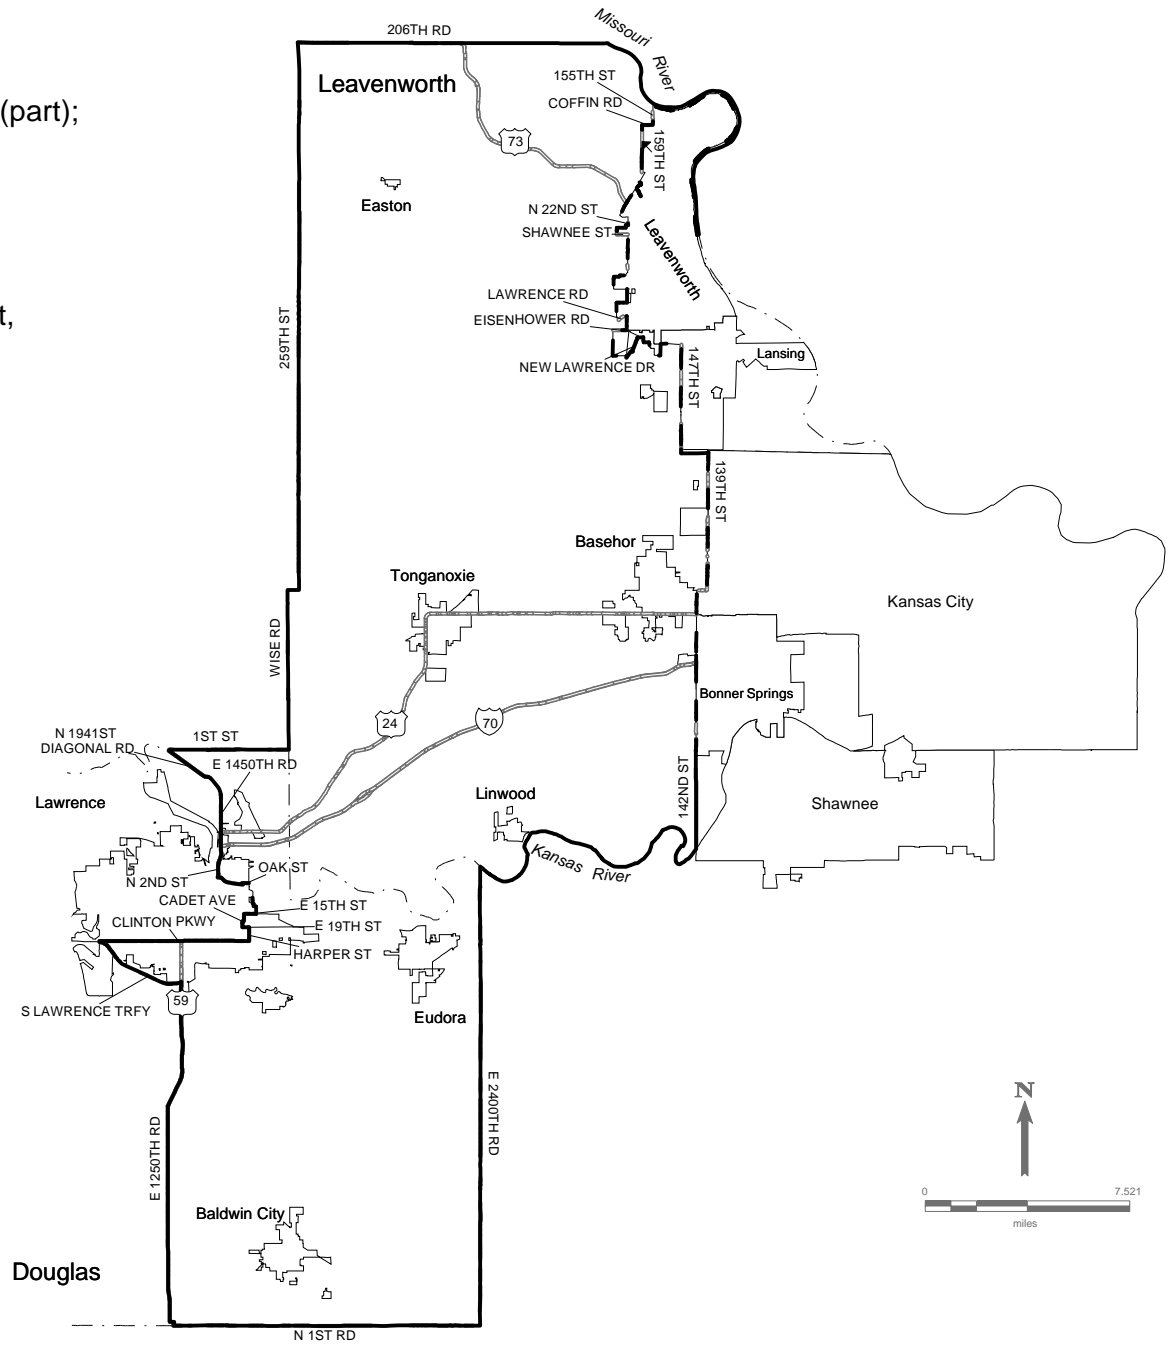 206TH RD
Missouri
River
Leavenworth
155TH ST
COFFIN RD
(part);
73
159TH ST
Easton
N 22ND ST
SHAWNEE ST
Leavenworth
LAWRENCE RD
t,
EISENHOWER RD
259TH ST
Lansing
NEW LAWRENCE DR
147TH ST
139TH ST
Basehor
Tonganoxie
Kansas City
WISE RD
Bonner Springs
24
70
N 1941ST
DIAGONAL RD
1ST ST
E 1450TH RD
142ND ST
Linwood
Lawrence
Shawnee
Kansas River
OAK ST
N 2ND ST
CADET AVE
E 15TH ST
CLINTON PKWY
E 19TH ST
HARPER ST
59
S LAWRENCE TRFY
Eudora
E 2400TH RD
E 1250TH RD
N
0
7.521
miles
Baldwin City
Douglas
N 1ST RD